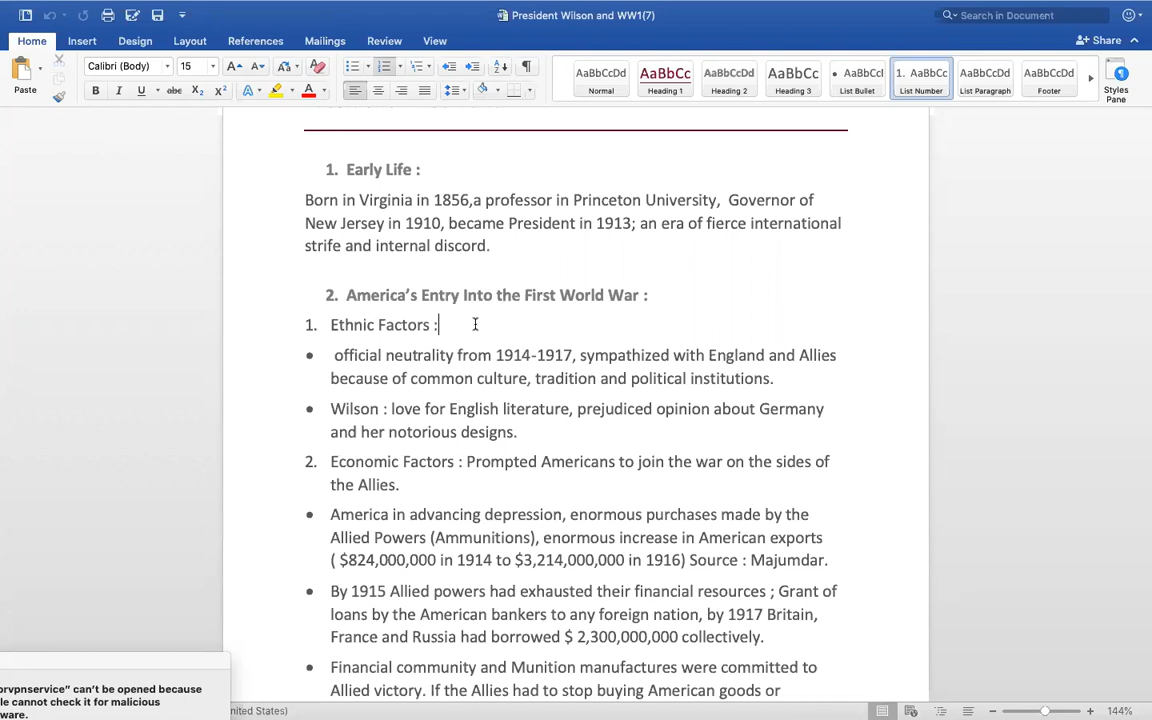 President Wilson and WW1(7)
Search in Document
Home Insert Design Layout References Mailings Review View
Share
Paste
Calibri (Body) 15
AaBbCcDd AaBbCc AaBbCcDd AaBbCcDd AaBbCcI 1. AaBbCc AaBbCcDd AaBbCcDd
Normal Heading 1 Heading 2 Heading 3 List Bullet List Number List Paragraph Footer
Styles
Pane
1. Early Life :
Born in Virginia in 1856,a professor in Princeton University, Governor of
New Jersey in 1910, became President in 1913; an era of fierce international
strife and internal discord.
2. America’s Entry Into the First World War :
1. Ethnic Factors :
• official neutrality from 1914-1917, sympathized with England and Allies
because of common culture, tradition and political institutions.
• Wilson : love for English literature, prejudiced opinion about Germany
and her notorious designs.
2. Economic Factors : Prompted Americans to join the war on the sides of
the Allies.
• America in advancing depression, enormous purchases made by the
Allied Powers (Ammunitions), enormous increase in American exports
( $824,000,000 in 1914 to $3,214,000,000 in 1916) Source : Majumdar.
• By 1915 Allied powers had exhausted their financial resources ; Grant of
loans by the American bankers to any foreign nation, by 1917 Britain,
France and Russia had borrowed $ 2,300,000,000 collectively.
• Financial community and Munition manufactures were committed to
Allied victory. If the Allies had to stop buying American goods or
prvpnservice” can’t be opened because
le cannot check it for malicious
ware.
nited States)
144%